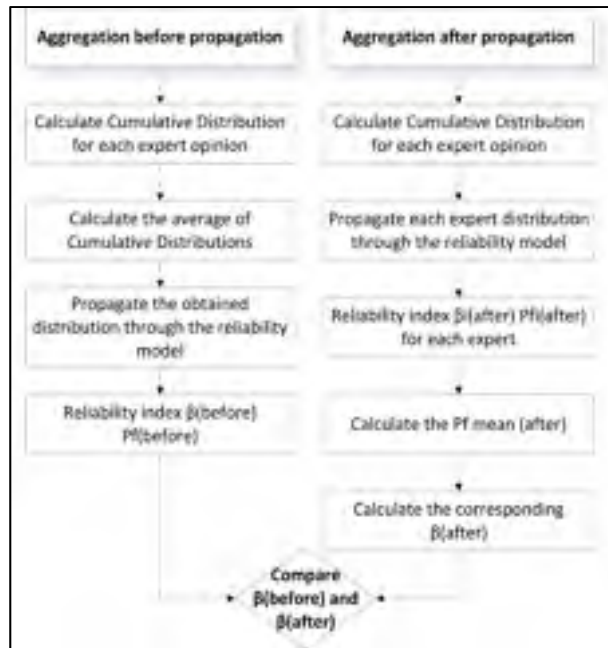 Aggregation before propagation
Calculate Cumulative Distribution
for each expert opinion
Calculate the average of
Cumulative Distributions
Propagate the obtained
distribution through the reliability
model
Reliability index β(before)
Pf(before)
Aggregation after propagation
Calculate Cumulative Distribution
for each expert opinion
Propagate each expert distribution
through the reliability model
Reliability index βi(after) Pfi(after)
for each expert
Calculate the Pf mean (after)
Calculate the corresponding
β(after)
Compare
β(before) and
β(after)